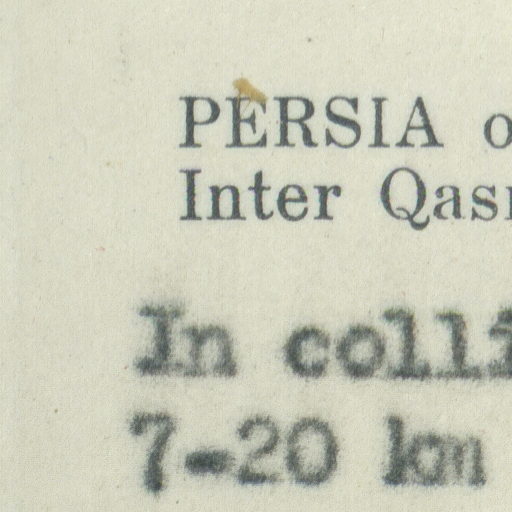 PERSIA
Inter
In
7-20 km